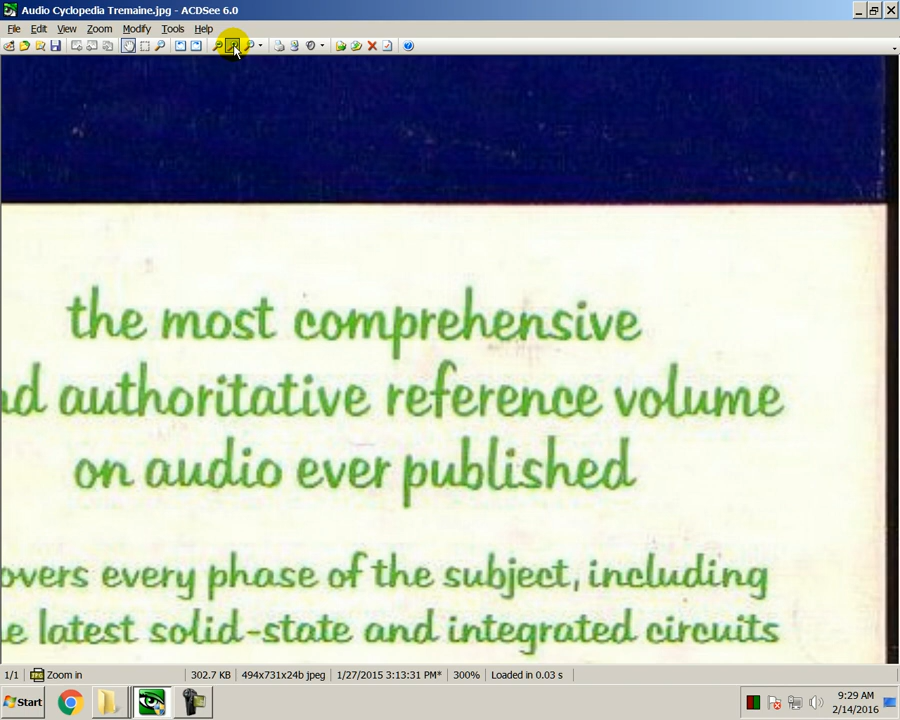 Audio Cyclopedia Tremaine.jpg - ACDSee 6.0
File Edit View Zoom Modify Tools Help
the most comprehensive
nd authoritative reference volume
on audio ever published
overs every phase of the subject, including
e latest solid-state and integrated circuits
1/1 Zoom in 302.7 KB 494x731x24b jpeg 1/27/2015 3:13:31 PM* 300% Loaded in 0.03 s
Start 9:29 AM
2/14/2016